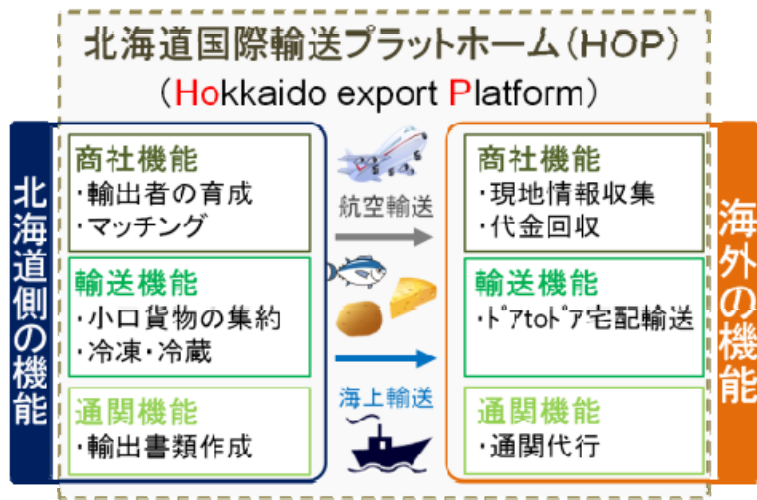 北海道国際輸送プラットホーム(HOP)
(Hokkaido export Platform)
北海道側の機能
商社機能
・輸出者の育成
・マッチング
輸送機能
・小口貨物の集約
・冷凍・冷蔵
通関機能
・輸出書類作成
航空輸送
海上輸送
商社機能
・現地情報収集
・代金回収
輸送機能
・ﾄﾞｱtoﾄﾞｱ宅配輸送
通関機能
・通関代行
海外の機能